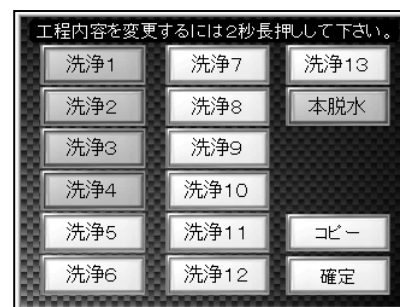 工程内容を変更するには2秒長押しして下さい。
洗浄1 洗浄7 洗浄13
洗浄2 洗浄8 本脱水
洗浄3 洗浄9
洗浄4 洗浄10
洗浄5 洗浄11 コピー
洗浄6 洗浄12 確定